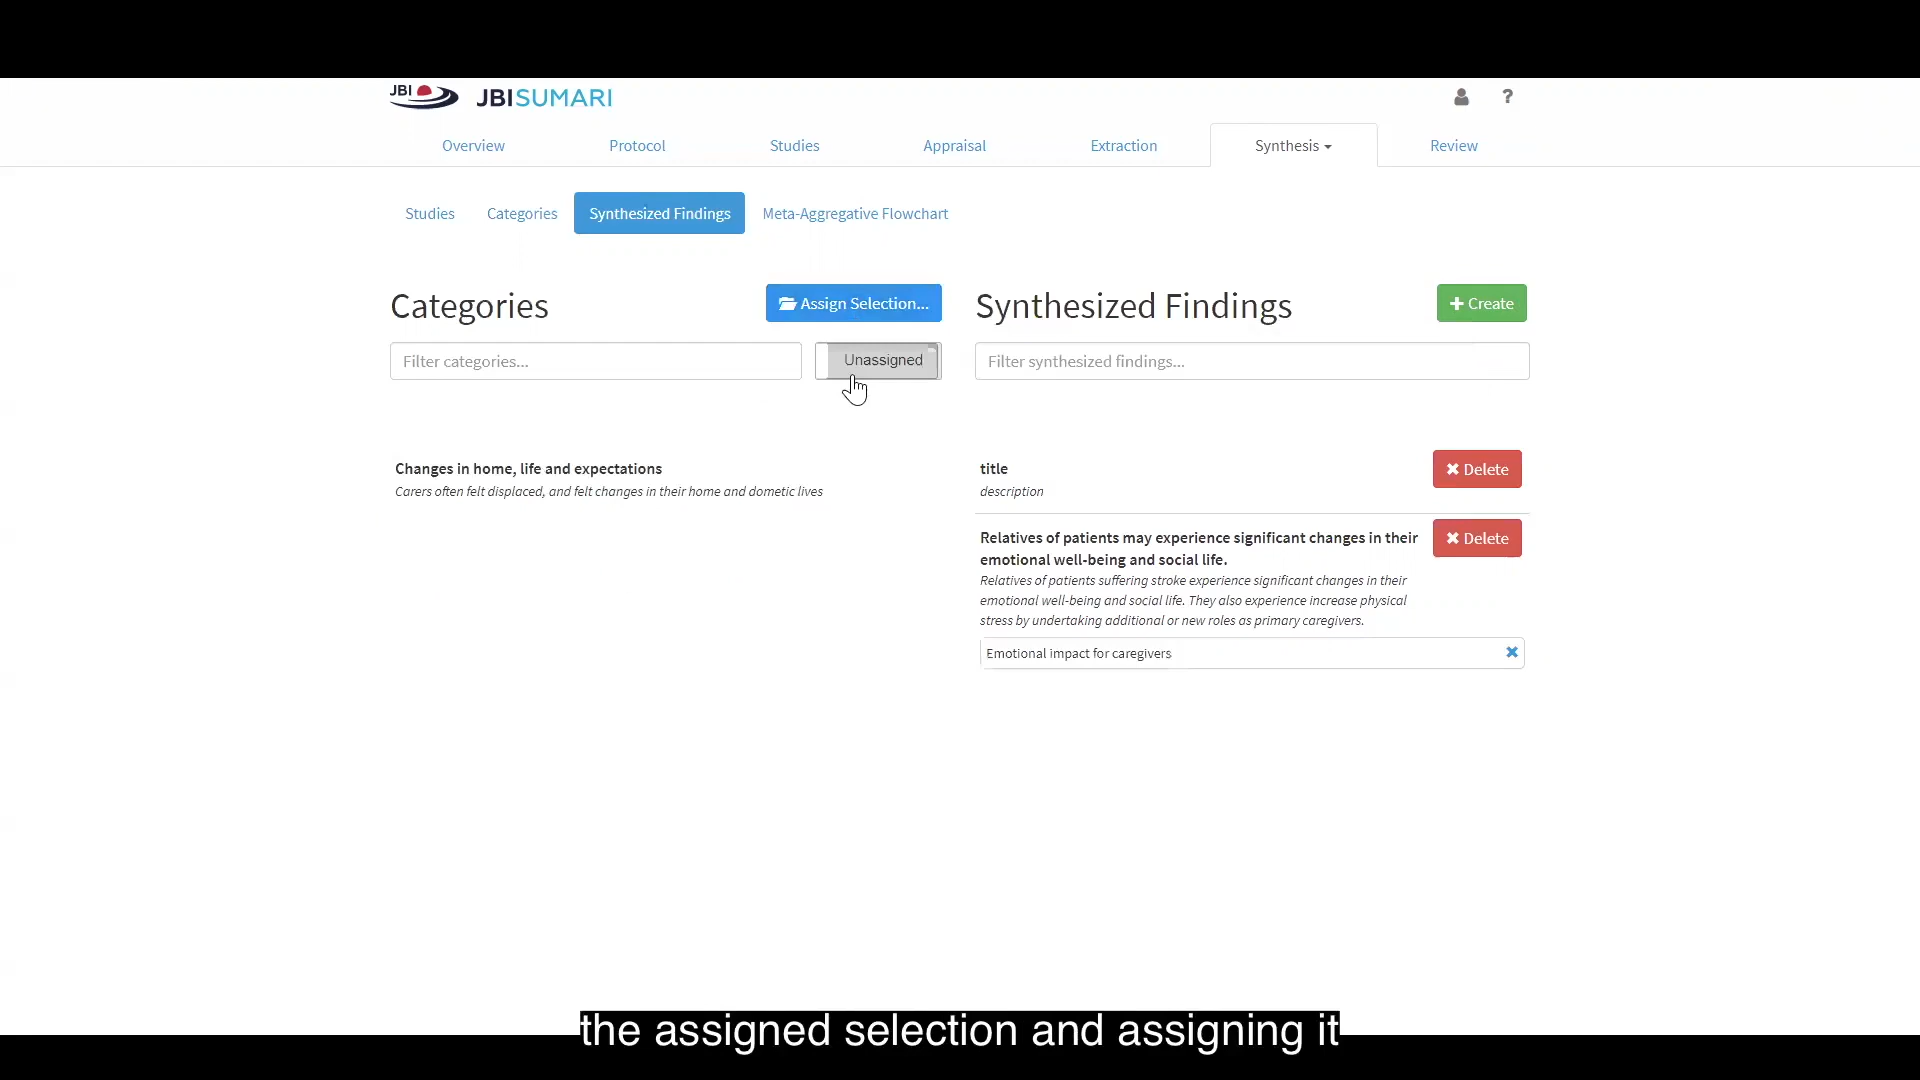 JBI JBISUMARI ?
Overview Protocol Studies Appraisal Extraction Synthesis Review
Studies Categories Synthesized Findings Meta-Aggregative Flowchart
Categories Assign Selection... Synthesized Findings Create
Filter categories... Unassigned Filter synthesized findings...
Changes in home, life and expectations
Carers often felt displaced, and felt changes in their home and dometic lives
title Delete
description
Relatives of patients may experience significant changes in their Delete
emotional well-being and social life.
Relatives of patients suffering stroke experience significant changes in their
emotional well-being and social life. They also experience increase physical
stress by undertaking additional or new roles as primary caregivers.
Emotional impact for caregivers
the assigned selection and assigning it